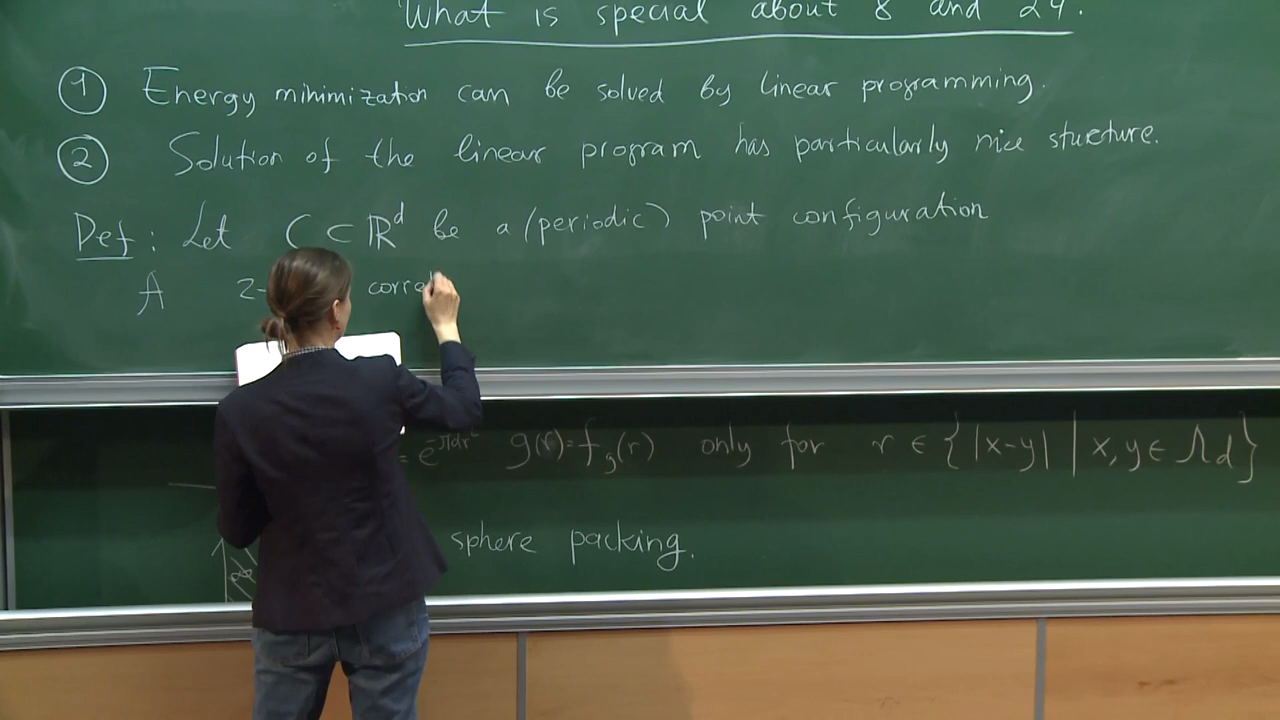 What is special about 8 and 24.
① Energy minimization can be solved by linear programming.
② Solution of the linear program has particularly nice sturcture.
Def: Let C ⊂ ℝ^d be a (periodic) point configuration
A 2- corre
= e^{-πdr²} g(r)=f_g(r) only for r ∈ {|x-y| | x,y ∈ Λ_d}
sphere packing.